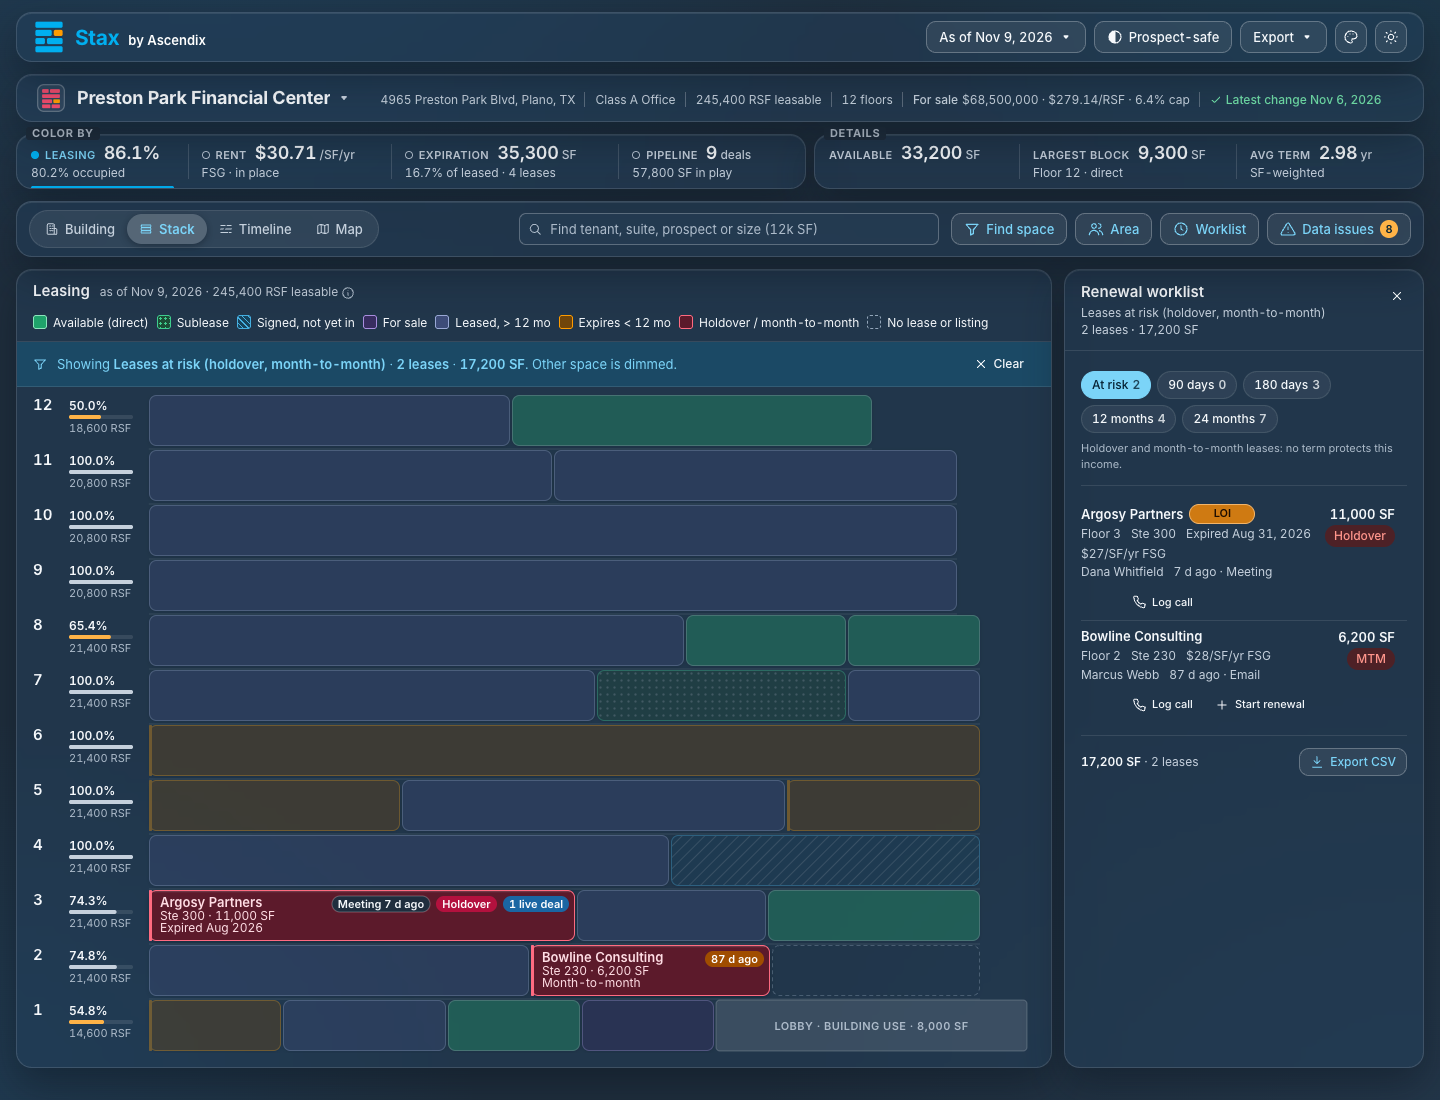 Stax by Ascendix
As of Nov 9, 2026
Prospect-safe
Export
Preston Park Financial Center
4965 Preston Park Blvd, Plano, TX
Class A Office
245,400 RSF leasable
12 floors
For sale $68,500,000 · $279.14/RSF · 6.4% cap
Latest change Nov 6, 2026
COLOR BY
LEASING 86.1%
80.2% occupied
RENT $30.71 /SF/yr
FSG · in place
EXPIRATION 35,300 SF
16.7% of leased · 4 leases
PIPELINE 9 deals
57,800 SF in play
DETAILS
AVAILABLE 33,200 SF
LARGEST BLOCK 9,300 SF
Floor 12 · direct
AVG TERM 2.98 yr
SF-weighted
Building
Stack
Timeline
Map
Find tenant, suite, prospect or size (12k SF)
Find space
Area
Worklist
Data issues 8
Leasing as of Nov 9, 2026 · 245,400 RSF leasable
Available (direct)
Sublease
Signed, not yet in
For sale
Leased, > 12 mo
Expires < 12 mo
Holdover / month-to-month
No lease or listing
Showing Leases at risk (holdover, month-to-month) · 2 leases · 17,200 SF. Other space is dimmed.
Clear
12 50.0%
18,600 RSF
11 100.0%
20,800 RSF
10 100.0%
20,800 RSF
9 100.0%
20,800 RSF
8 65.4%
21,400 RSF
7 100.0%
21,400 RSF
6 100.0%
21,400 RSF
5 100.0%
21,400 RSF
4 100.0%
21,400 RSF
3 74.3%
21,400 RSF
Argosy Partners
Ste 300 · 11,000 SF
Expired Aug 2026
Meeting 7 d ago
Holdover
1 live deal
2 74.8%
21,400 RSF
Bowline Consulting
Ste 230 · 6,200 SF
Month-to-month
87 d ago
1 54.8%
14,600 RSF
LOBBY · BUILDING USE · 8,000 SF
Renewal worklist
Leases at risk (holdover, month-to-month)
2 leases · 17,200 SF
At risk 2
90 days 0
180 days 3
12 months 4
24 months 7
Holdover and month-to-month leases: no term protects this
income.
Argosy Partners LOI 11,000 SF
Floor 3 Ste 300 Expired Aug 31, 2026 Holdover
$27/SF/yr FSG
Dana Whitfield 7 d ago · Meeting
Log call
Bowline Consulting 6,200 SF
Floor 2 Ste 230 $28/SF/yr FSG MTM
Marcus Webb 87 d ago · Email
Log call
Start renewal
17,200 SF · 2 leases
Export CSV